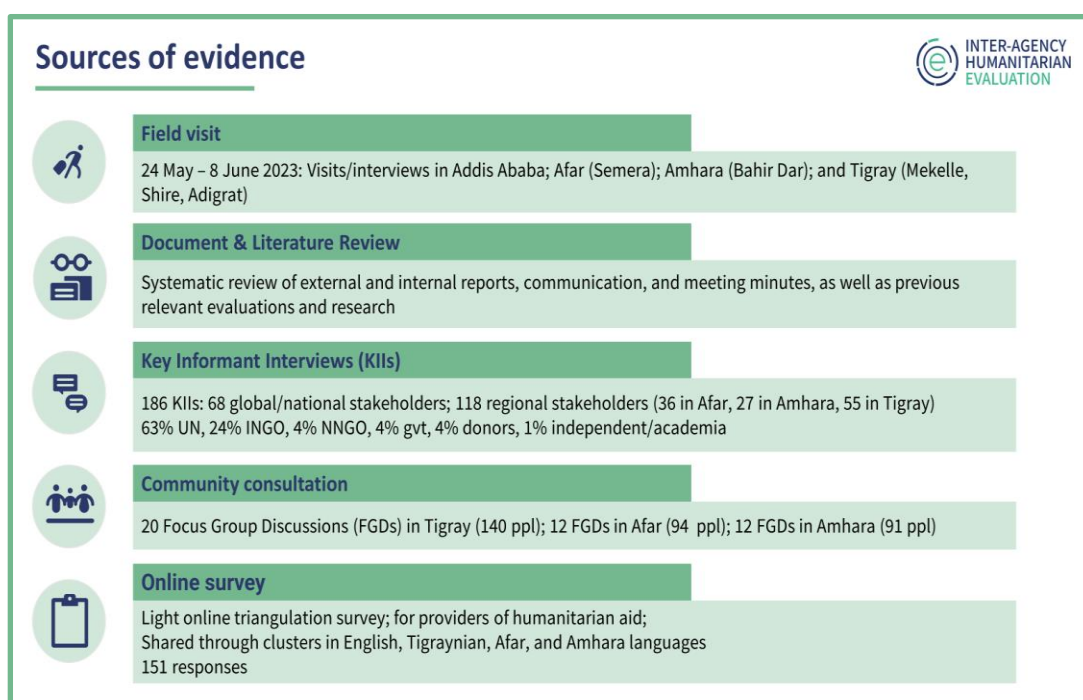 Sources of evidence
INTER-AGENCY
HUMANITARIAN
EVALUATION
Field visit
24 May – 8 June 2023: Visits/interviews in Addis Ababa; Afar (Semera); Amhara (Bahir Dar); and Tigray (Mekelle,
Shire, Adigrat)
Document & Literature Review
Systematic review of external and internal reports, communication, and meeting minutes, as well as previous
relevant evaluations and research
Key Informant Interviews (KIIs)
186 KIIs: 68 global/national stakeholders; 118 regional stakeholders (36 in Afar, 27 in Amhara, 55 in Tigray)
63% UN, 24% INGO, 4% NNGO, 4% gvt, 4% donors, 1% independent/academia
Community consultation
20 Focus Group Discussions (FGDs) in Tigray (140 ppl); 12 FGDs in Afar (94 ppl); 12 FGDs in Amhara (91 ppl)
Online survey
Light online triangulation survey; for providers of humanitarian aid;
Shared through clusters in English, Tigraynian, Afar, and Amhara languages
151 responses